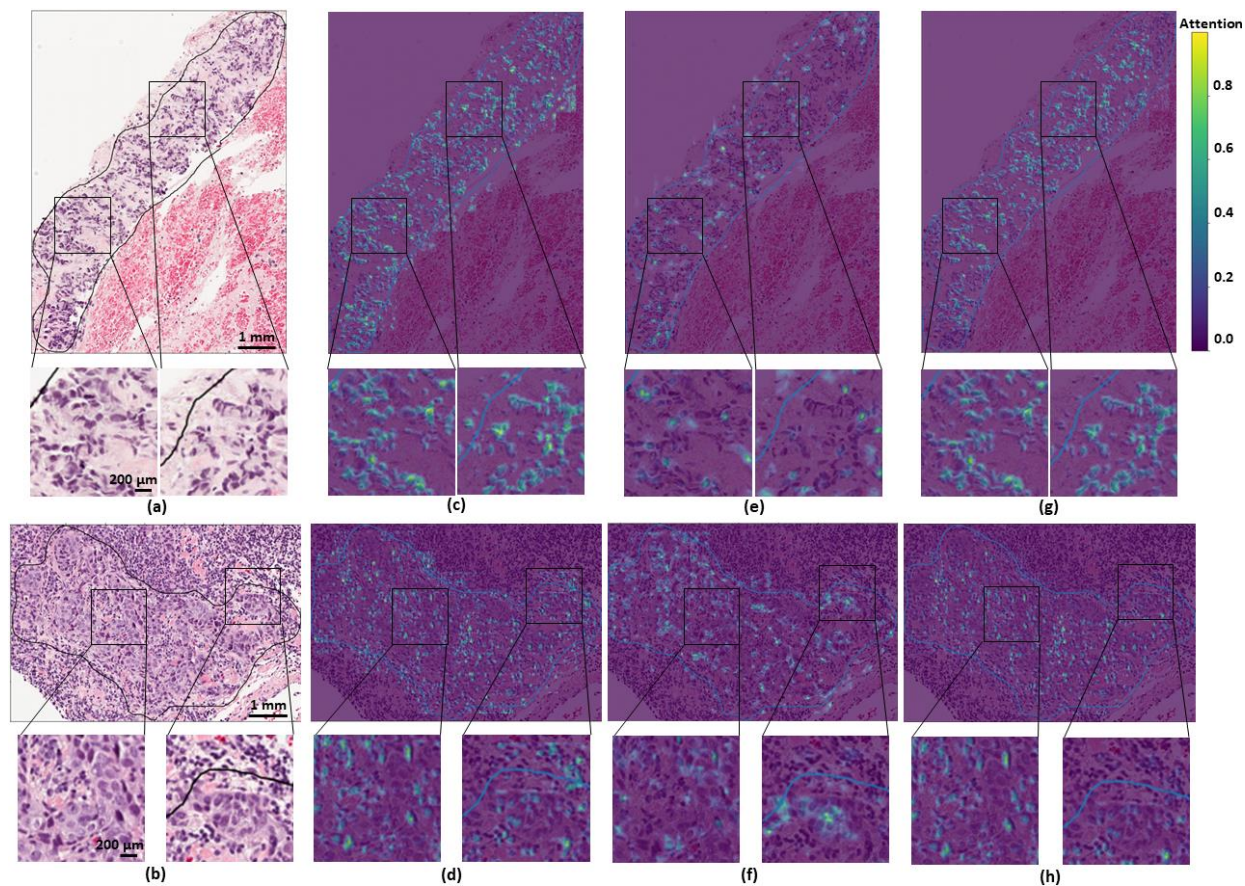 Attention
0.8
0.6
0.4
0.2
0.0
1 mm
200 µm
(a)
(c)
(e)
(g)
1 mm
200 µm
(b)
(d)
(f)
(h)